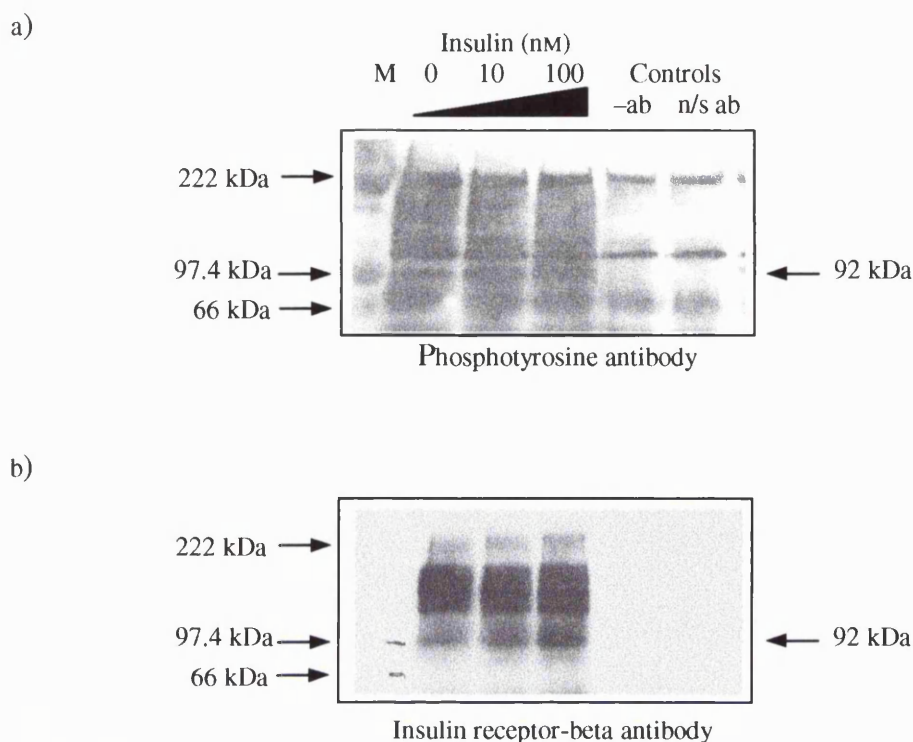 a)
Insulin (nM)
M 0 10 100 Controls
–ab n/s ab
222 kDa
97.4 kDa 92 kDa
66 kDa
Phosphotyrosine antibody
b)
222 kDa
97.4 kDa 92 kDa
66 kDa
Insulin receptor-beta antibody